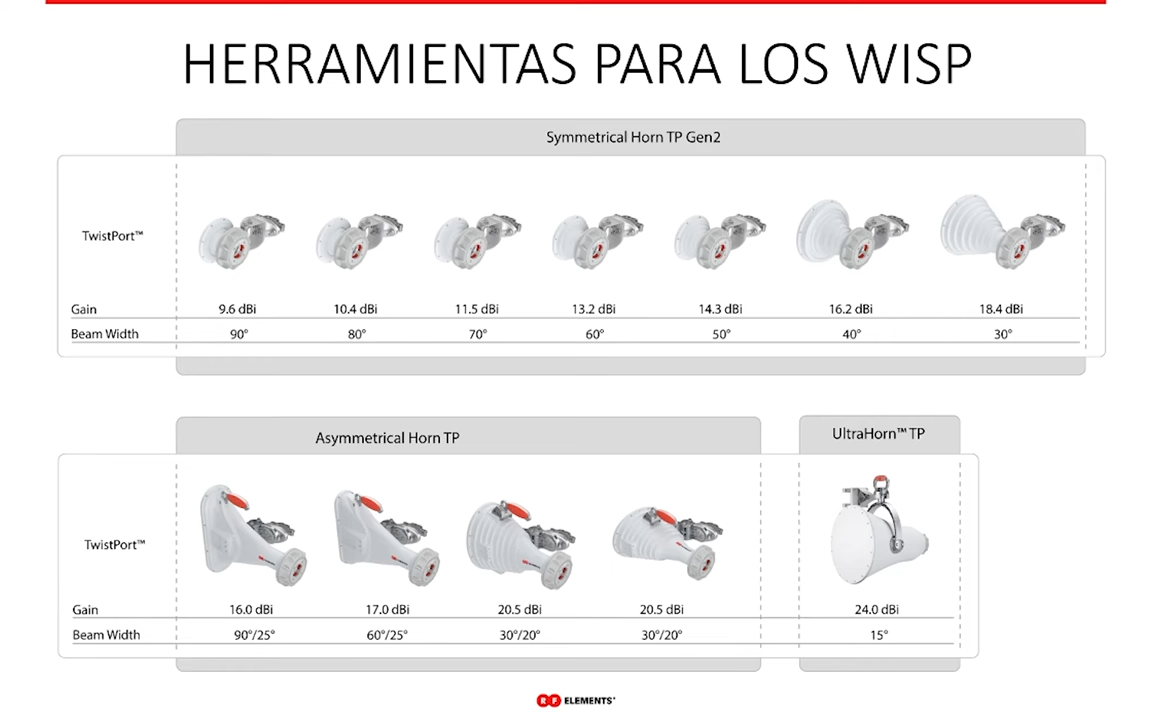 HERRAMIENTAS PARA LOS WISP
Symmetrical Horn TP Gen2
TwistPort™
Gain 9.6 dBi 10.4 dBi 11.5 dBi 13.2 dBi 14.3 dBi 16.2 dBi 18.4 dBi
Beam Width 90° 80° 70° 60° 50° 40° 30°
Asymmetrical Horn TP
UltraHorn™ TP
TwistPort™
Gain 16.0 dBi 17.0 dBi 20.5 dBi 20.5 dBi 24.0 dBi
Beam Width 90°/25° 60°/25° 30°/20° 30°/20° 15°
RF ELEMENTS